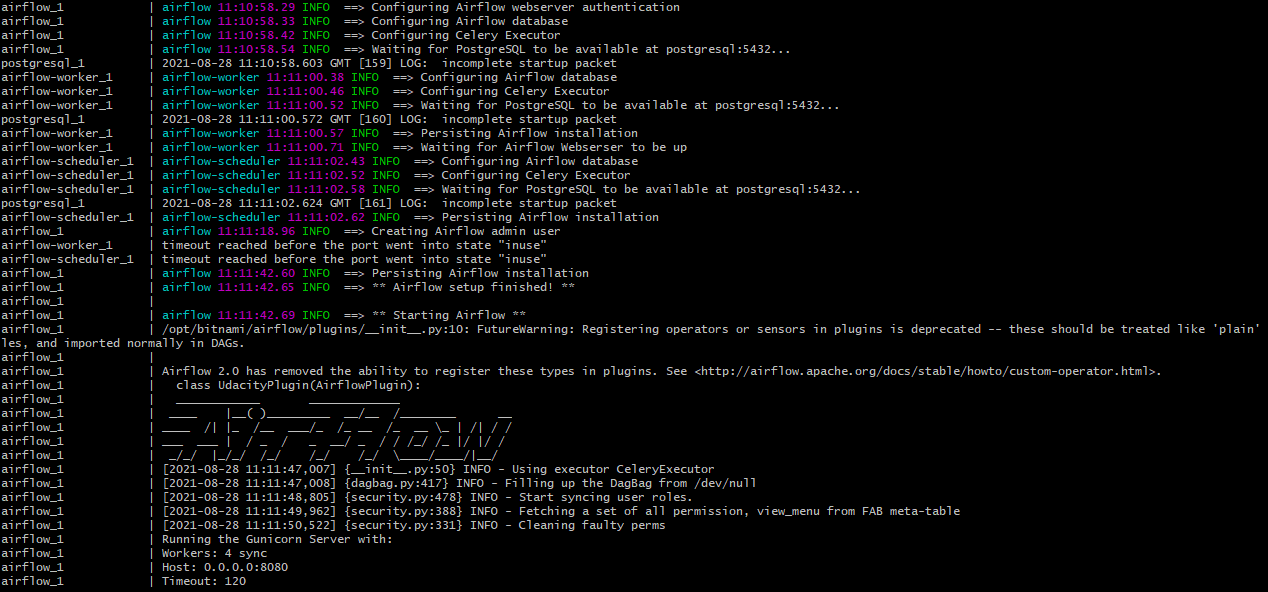 airflow_1 | airflow 11:10:58.29 INFO ==> Configuring Airflow webserver authentication
airflow_1 | airflow 11:10:58.33 INFO ==> Configuring Airflow database
airflow_1 | airflow 11:10:58.42 INFO ==> Configuring Celery Executor
airflow_1 | airflow 11:10:58.54 INFO ==> Waiting for PostgreSQL to be available at postgresql:5432...
postgresql_1 | 2021-08-28 11:10:58.603 GMT [159] LOG:  incomplete startup packet
airflow-worker_1 | airflow-worker 11:11:00.38 INFO ==> Configuring Airflow database
airflow-worker_1 | airflow-worker 11:11:00.46 INFO ==> Configuring Celery Executor
airflow-worker_1 | airflow-worker 11:11:00.52 INFO ==> Waiting for PostgreSQL to be available at postgresql:5432...
postgresql_1 | 2021-08-28 11:11:00.572 GMT [160] LOG:  incomplete startup packet
airflow-worker_1 | airflow-worker 11:11:00.57 INFO ==> Persisting Airflow installation
airflow-worker_1 | airflow-worker 11:11:00.71 INFO ==> Waiting for Airflow Webserser to be up
airflow-scheduler_1 | airflow-scheduler 11:11:02.43 INFO ==> Configuring Airflow database
airflow-scheduler_1 | airflow-scheduler 11:11:02.52 INFO ==> Configuring Celery Executor
airflow-scheduler_1 | airflow-scheduler 11:11:02.58 INFO ==> Waiting for PostgreSQL to be available at postgresql:5432...
postgresql_1 | 2021-08-28 11:11:02.624 GMT [161] LOG:  incomplete startup packet
airflow-scheduler_1 | airflow-scheduler 11:11:02.62 INFO ==> Persisting Airflow installation
airflow_1 | airflow 11:11:18.96 INFO ==> Creating Airflow admin user
airflow-worker_1 | timeout reached before the port went into state "inuse"
airflow-scheduler_1 | timeout reached before the port went into state "inuse"
airflow_1 | airflow 11:11:42.60 INFO ==> Persisting Airflow installation
airflow_1 | airflow 11:11:42.65 INFO ==> ** Airflow setup finished! **
airflow_1 |
airflow_1 | airflow 11:11:42.69 INFO ==> ** Starting Airflow **
airflow_1 | /opt/bitnami/airflow/plugins/__init__.py:10: FutureWarning: Registering operators or sensors in plugins is deprecated -- these should be treated like 'plain'
les, and imported normally in DAGs.
airflow_1 |
airflow_1 | Airflow 2.0 has removed the ability to register these types in plugins. See <http://airflow.apache.org/docs/stable/howto/custom-operator.html>.
airflow_1 |   class UdacityPlugin(AirflowPlugin):
airflow_1 |   ____________       _____________
airflow_1 |  ____    |__( )_________  __/__  /________      __
airflow_1 | ____  /| |_  /__  ___/_  /_ __  /_  __ \_ | /| / /
airflow_1 | ___  ___ |  / _  /   _  __/ _  / / /_/ /_ |/ |/ /
airflow_1 |  _/_/  |_/_/  /_/    /_/    /_/  \____/____/|__/
airflow_1 | [2021-08-28 11:11:47,007] {__init__.py:50} INFO - Using executor CeleryExecutor
airflow_1 | [2021-08-28 11:11:47,008] {dagbag.py:417} INFO - Filling up the DagBag from /dev/null
airflow_1 | [2021-08-28 11:11:48,805] {security.py:478} INFO - Start syncing user roles.
airflow_1 | [2021-08-28 11:11:49,962] {security.py:388} INFO - Fetching a set of all permission, view_menu from FAB meta-table
airflow_1 | [2021-08-28 11:11:50,522] {security.py:331} INFO - Cleaning faulty perms
airflow_1 | Running the Gunicorn Server with:
airflow_1 | Workers: 4 sync
airflow_1 | Host: 0.0.0.0:8080
airflow_1 | Timeout: 120